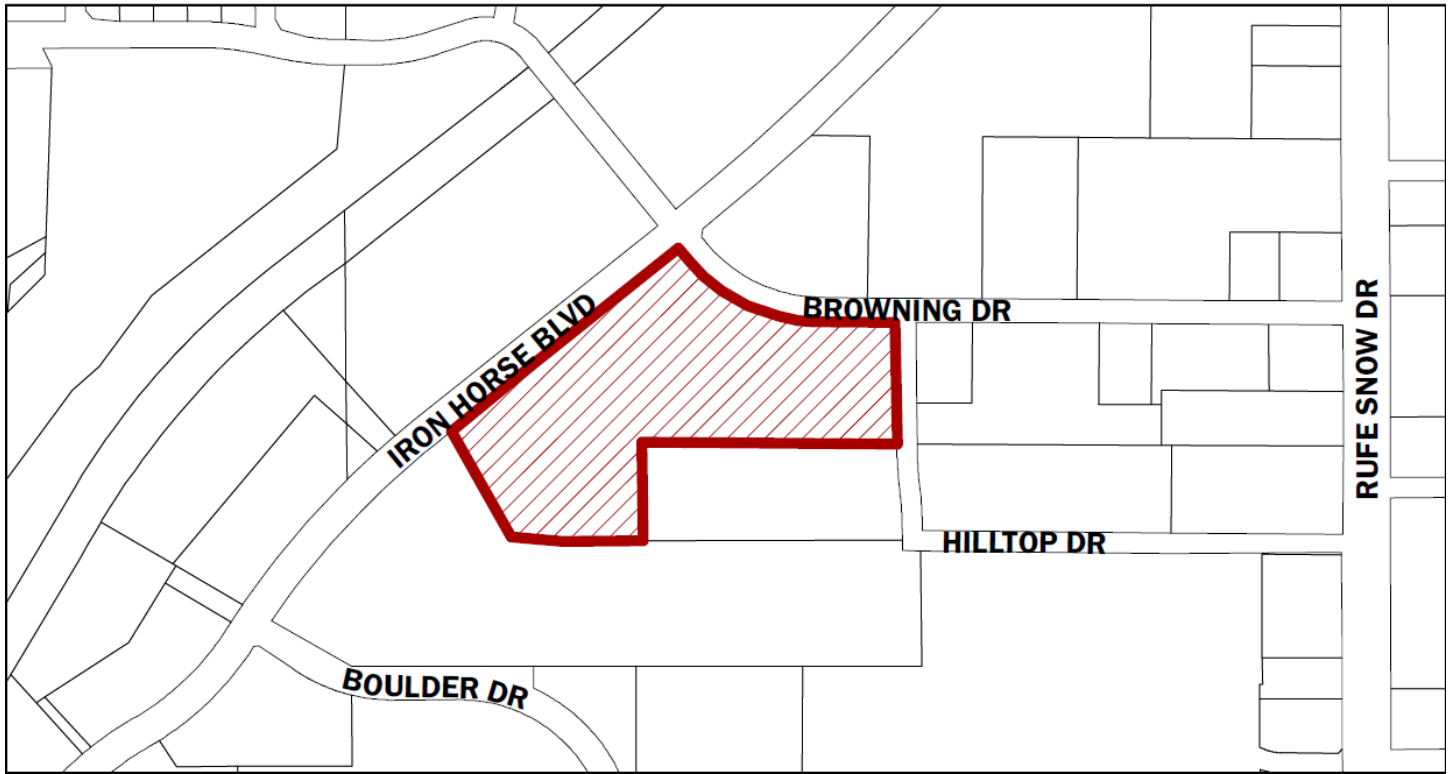 BROWNING DR
IRON HORSE BLVD
RUFE SNOW DR
HILLTOP DR
BOULDER DR